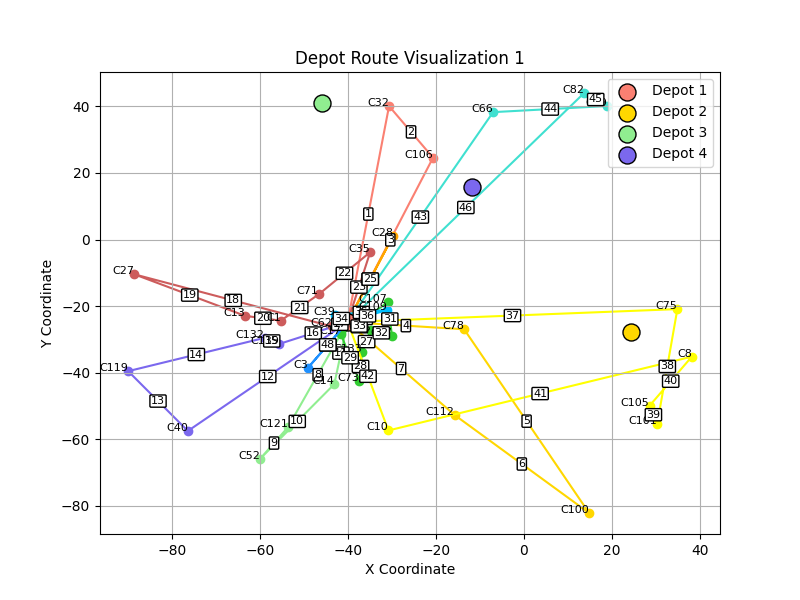 Depot Route Visualization 1
Depot 1
Depot 2
Depot 3
Depot 4
C82
45
44
C66
C32
2
C106
46
1
43
C28
3
C35
C27
22
25
23
C71
19
18
21
C107
C109
C39
C75
C13
20
34
36
31
37
C62
33
4
C78
16
32
C132
27
48
C8
14
29
C119
C3
28
38
7
8
12
42
C14
C73
40
41
13
C105
C112
39
C121
10
5
C40
C10
9
C52
6
C100
40
20
0
−20
−40
−60
−80
−80
−60
−40
−20
0
20
40
X Coordinate
Y Coordinate